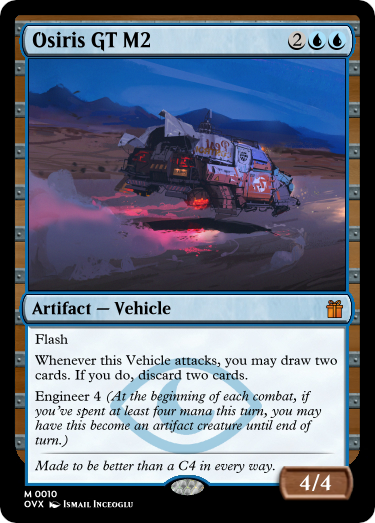 Osiris GT M2 2
Artifact — Vehicle
Flash
Whenever this Vehicle attacks, you may draw two
cards. If you do, discard two cards.
Engineer 4 (At the beginning of each combat, if
you've spent at least four mana this turn, you may
have this become an artifact creature until end of
turn.)
Made to be better than a C4 in every way.
4/4
M 0010
OVX Ismail Inceoglu